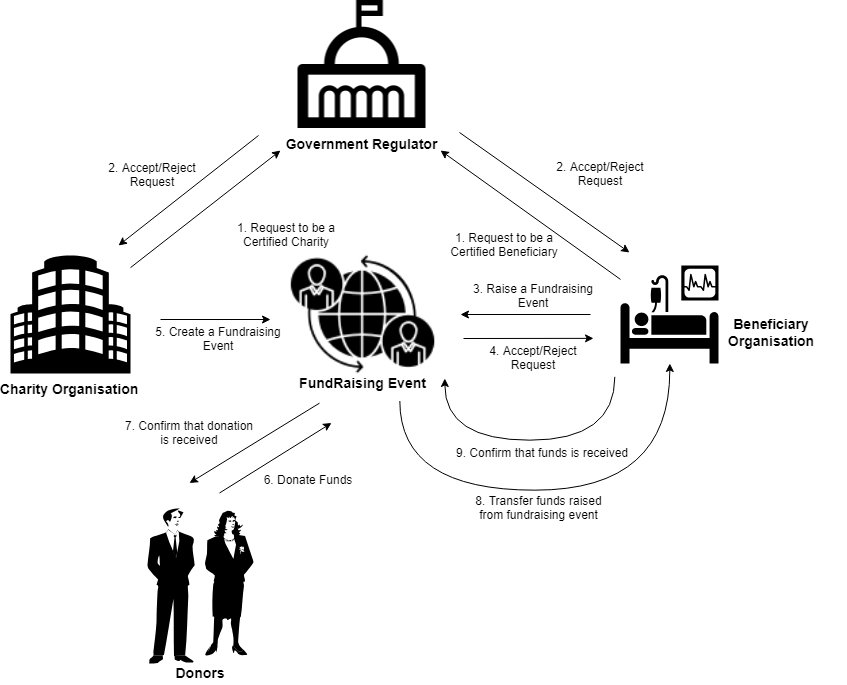 Government Regulator
2. Accept/Reject
Request
2. Accept/Reject
Request
1. Request to be a
Certified Charity
1. Request to be a
Certified Beneficiary
3. Raise a Fundraising
Event
5. Create a Fundraising
Event
4. Accept/Reject
Request
Beneficiary
Organisation
Charity Organisation
FundRaising Event
7. Confirm that donation
is received
6. Donate Funds
9. Confirm that funds is received
8. Transfer funds raised
from fundraising event
Donors